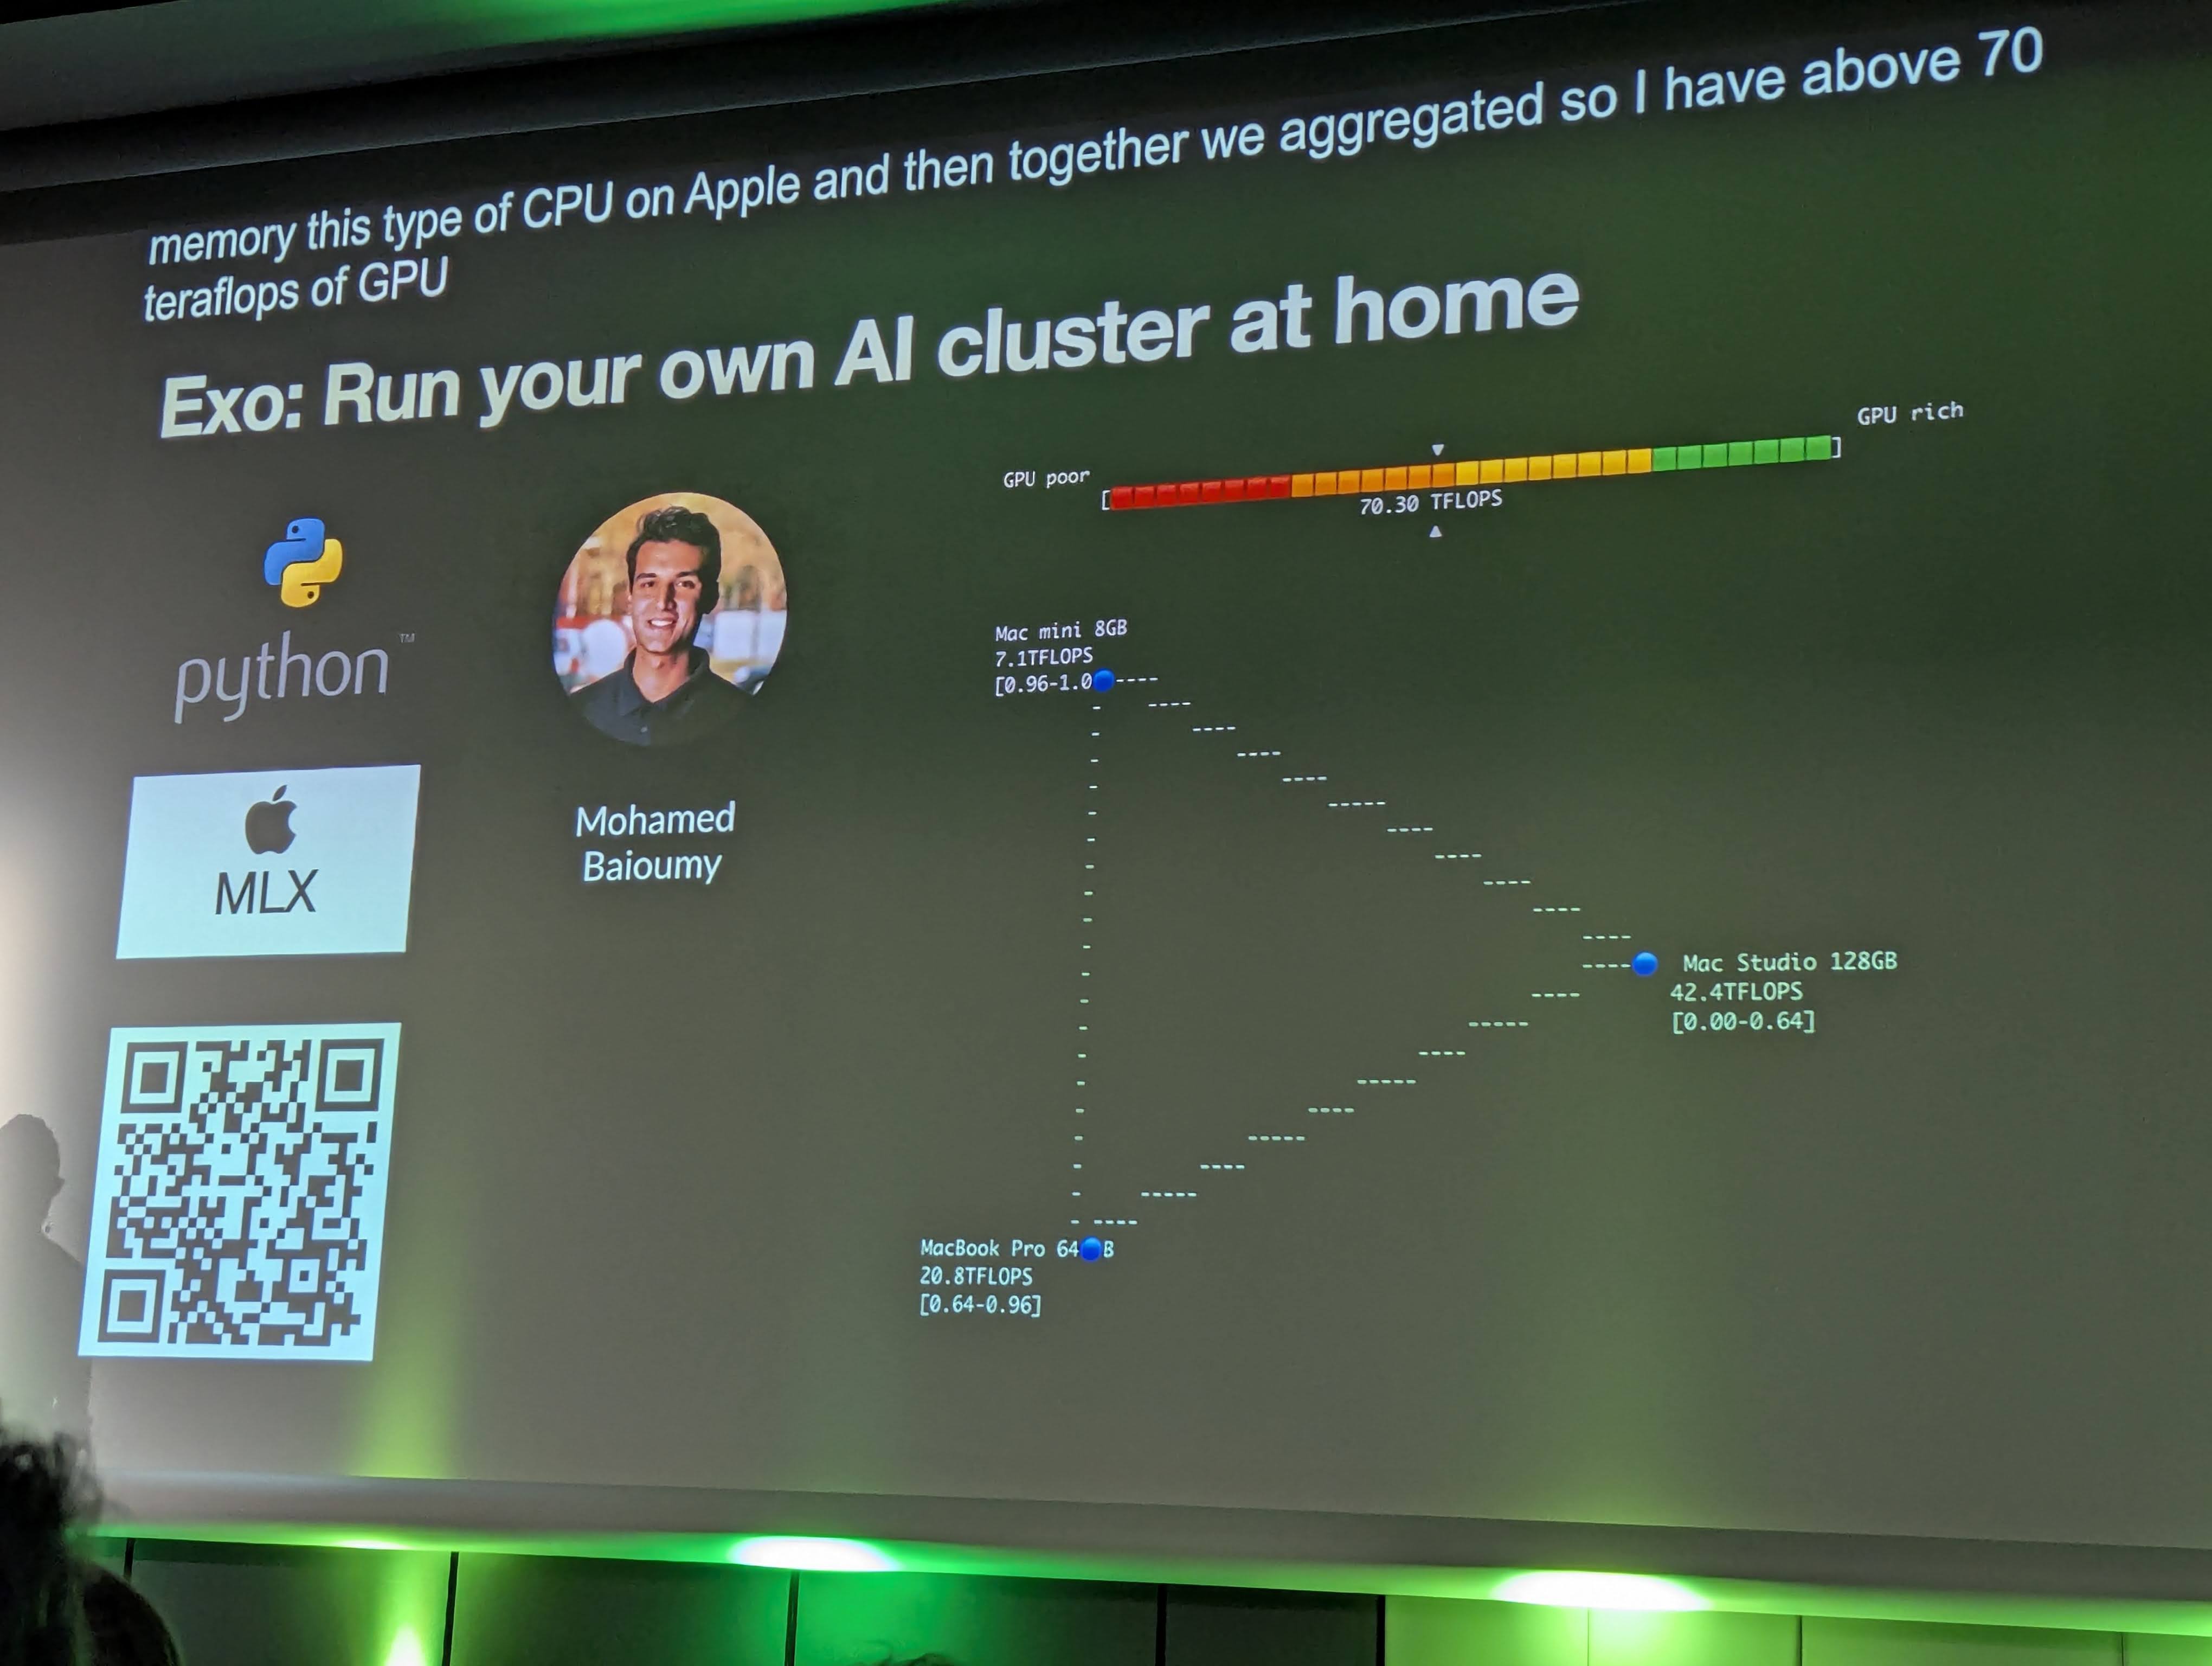 memory this type of CPU on Apple and then together we aggregated so I have above 70
teraflops of GPU
Exo: Run your own AI cluster at home
GPU poor
GPU rich
[ ]
70.30 TFLOPS
python™
MLX
Mohamed
Baioumy
Mac mini 8GB
7.1TFLOPS
[0.96-1.0
Mac Studio 128GB
42.4TFLOPS
[0.00-0.64]
MacBook Pro 64 B
20.8TFLOPS
[0.64-0.96]